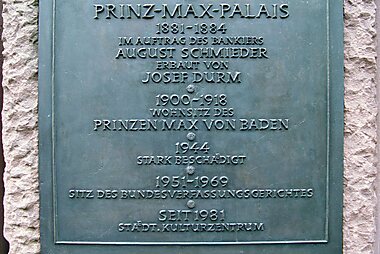 PRINZ-MAX-PALAIS
1881-1884
IM AUFTRAG DES BANKIERS
AUGUST SCHMIEDER
ERBAUT VON
JOSEF DURM
1900-1918
WOHNSITZ DES
PRINZEN MAX VON BADEN
1944
STARK BESCHÄDIGT
1951-1969
SITZ DES BUNDESVERFASSUNGSGERICHTES
SEIT 1981
STÄDT. KULTURZENTRUM